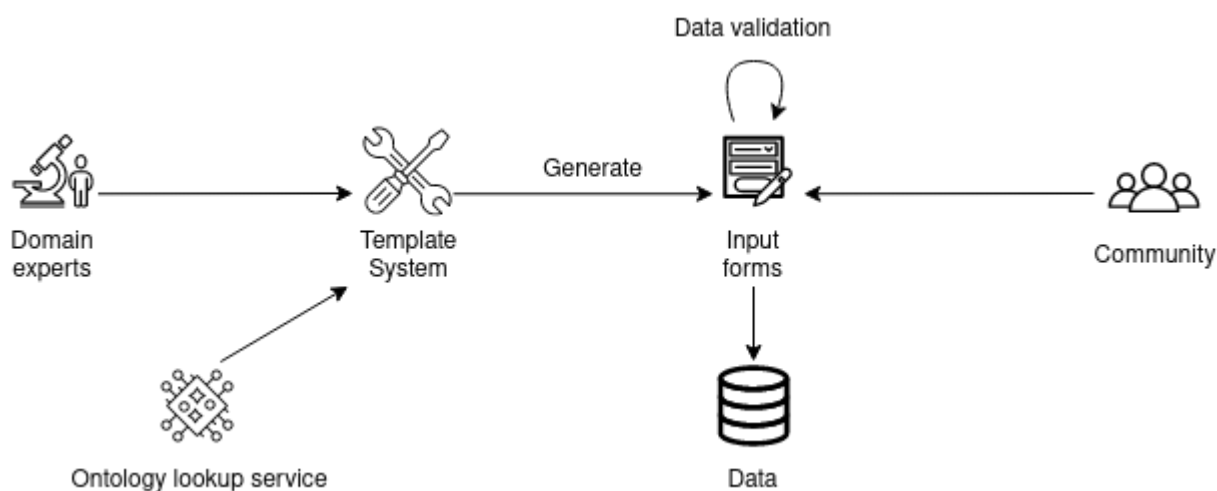 Data validation
Generate
Domain
experts
Template
System
Input
forms
Community
Ontology lookup service
Data